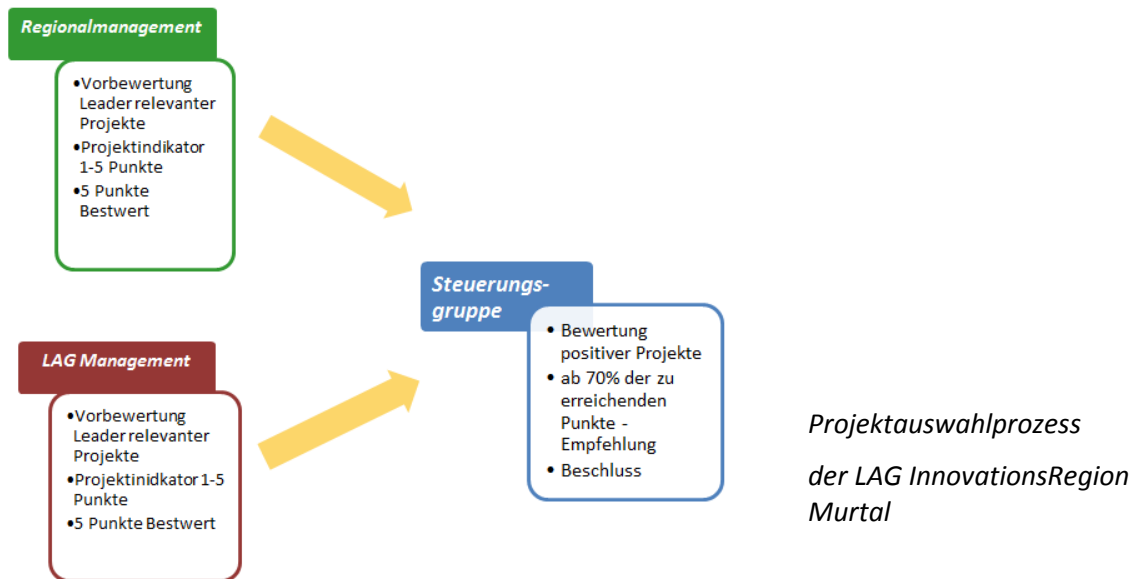 Regionalmanagement
•Vorbewertung
Leader relevanter
Projekte
•Projektindikator
1-5 Punkte
•5 Punkte
Bestwert
LAG Management
•Vorbewertung
Leader relevanter
Projekte
•Projektinidkator 1-5
Punkte
•5 Punkte Bestwert
Steuerungs-
gruppe
• Bewertung
positiver Projekte
• ab 70% der zu
erreichenden
Punkte -
Empfehlung
• Beschluss
Projektauswahlprozess
der LAG InnovationsRegion
Murtal